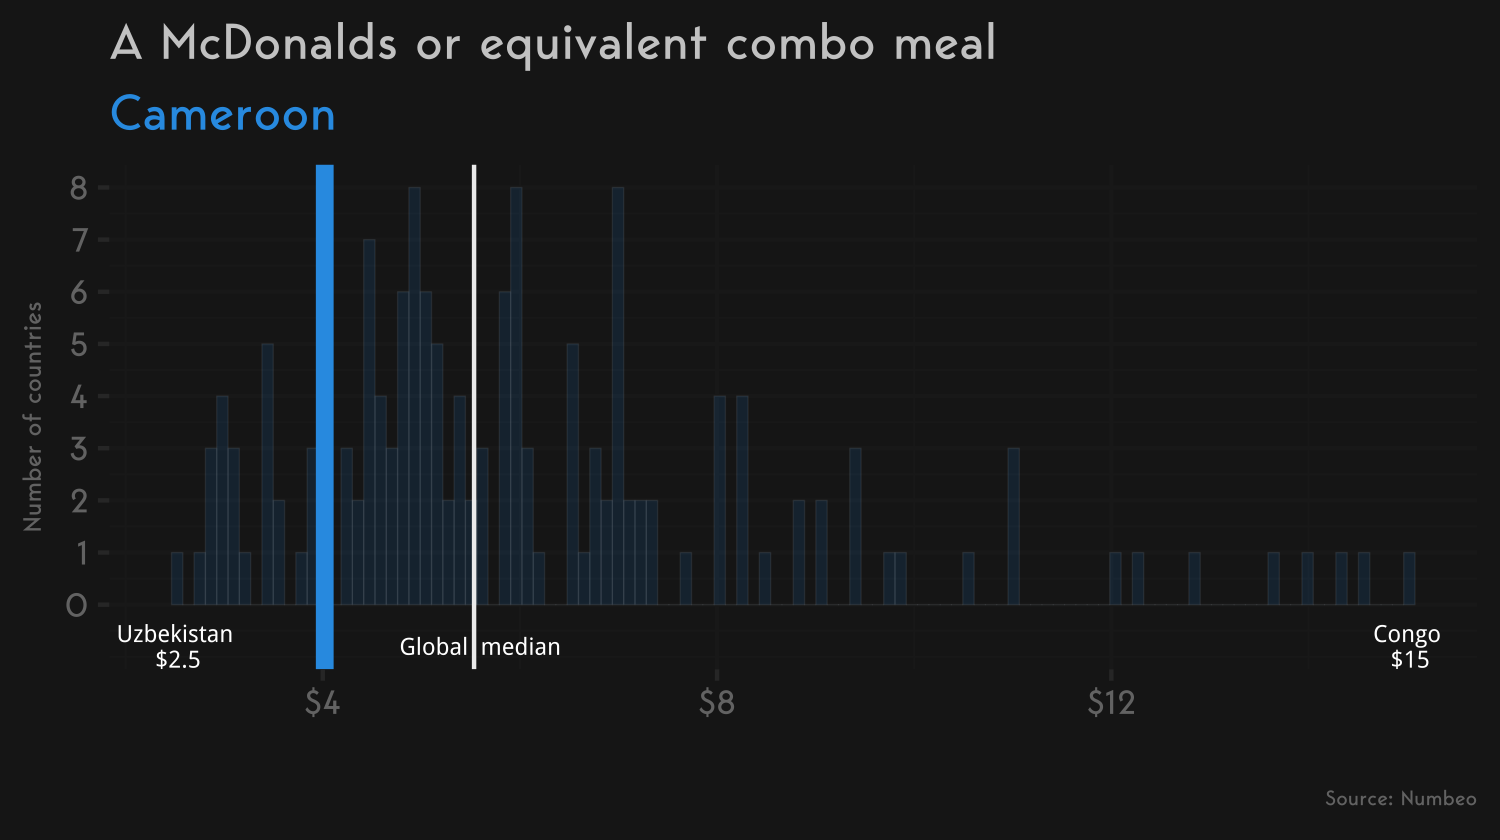 A McDonalds or equivalent combo meal
Cameroon
Number of countries
8
7
6
5
4
3
2
1
0
Uzbekistan
$2.5
Global median
Congo
$15
$4
$8
$12
Source: Numbeo